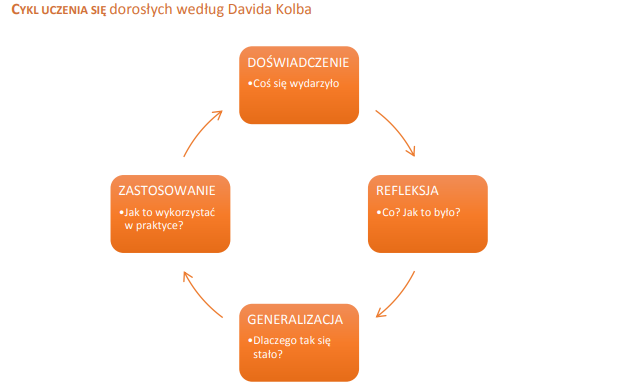 CYKL UCZENIA SIĘ dorosłych według Davida Kolba
DOŚWIADCZENIE
•Coś się wydarzyło
ZASTOSOWANIE
•Jak to wykorzystać
w praktyce?
REFLEKSJA
•Co? Jak to było?
GENERALIZACJA
•Dlaczego tak się
stało?